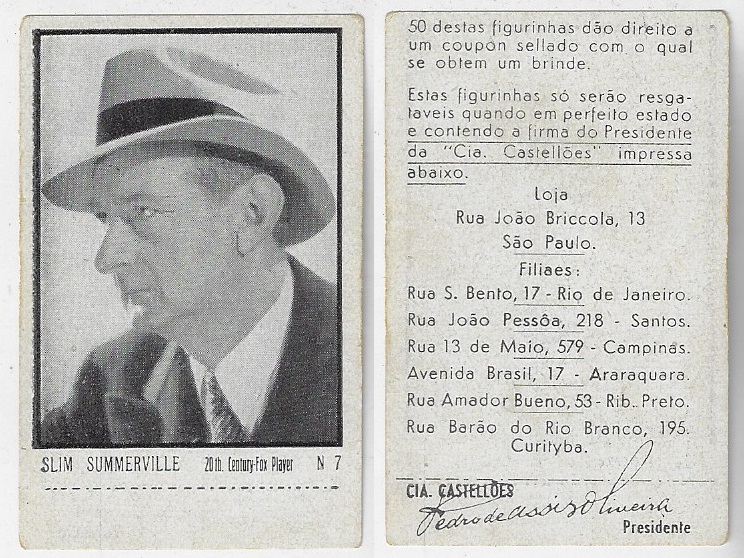 SLIM SUMMERVILLE 20th. Century-Fox Player N 7
50 destas figurinhas dão direito a
um coupon sellado com o qual
se obtem um brinde.
Estas figurinhas só serão resga-
taveis quando em perfeito estado
e contendo a firma do Presidente
da "Cia. Castellões" impressa
abaixo.
Loja
Rua João Briccola, 13
São Paulo.
Filiaes:
Rua S. Bento, 17 - Rio de Janeiro.
Rua João Pessôa, 218 - Santos.
Rua 13 de Maio, 579 - Campinas.
Avenida Brasil, 17 - Araraquara.
Rua Amador Bueno, 53 - Rib. Preto.
Rua Barão do Rio Branco, 195.
Curityba.
CIA. CASTELLÕES
Pedro de Assis Oliveira
Presidente